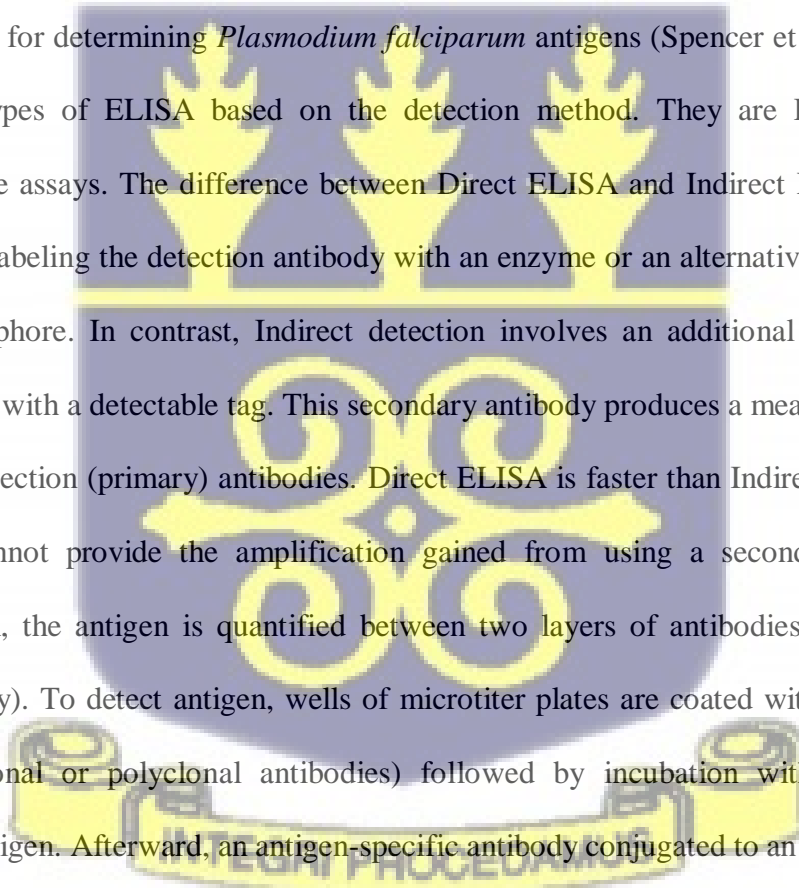 for determining Plasmodium falciparum antigens (Spencer et
ypes of ELISA based on the detection method. They are
e assays. The difference between Direct ELISA and Indirect
abeling the detection antibody with an enzyme or an alternativ
phore. In contrast, Indirect detection involves an additional
with a detectable tag. This secondary antibody produces a mea
ection (primary) antibodies. Direct ELISA is faster than Indire
nnot provide the amplification gained from using a second
, the antigen is quantified between two layers of antibodies
y). To detect antigen, wells of microtiter plates are coated wit
onal or polyclonal antibodies) followed by incubation with
igen. Afterward, an antigen-specific antibody conjugated to an
INTEGRI PROCEDAMUS